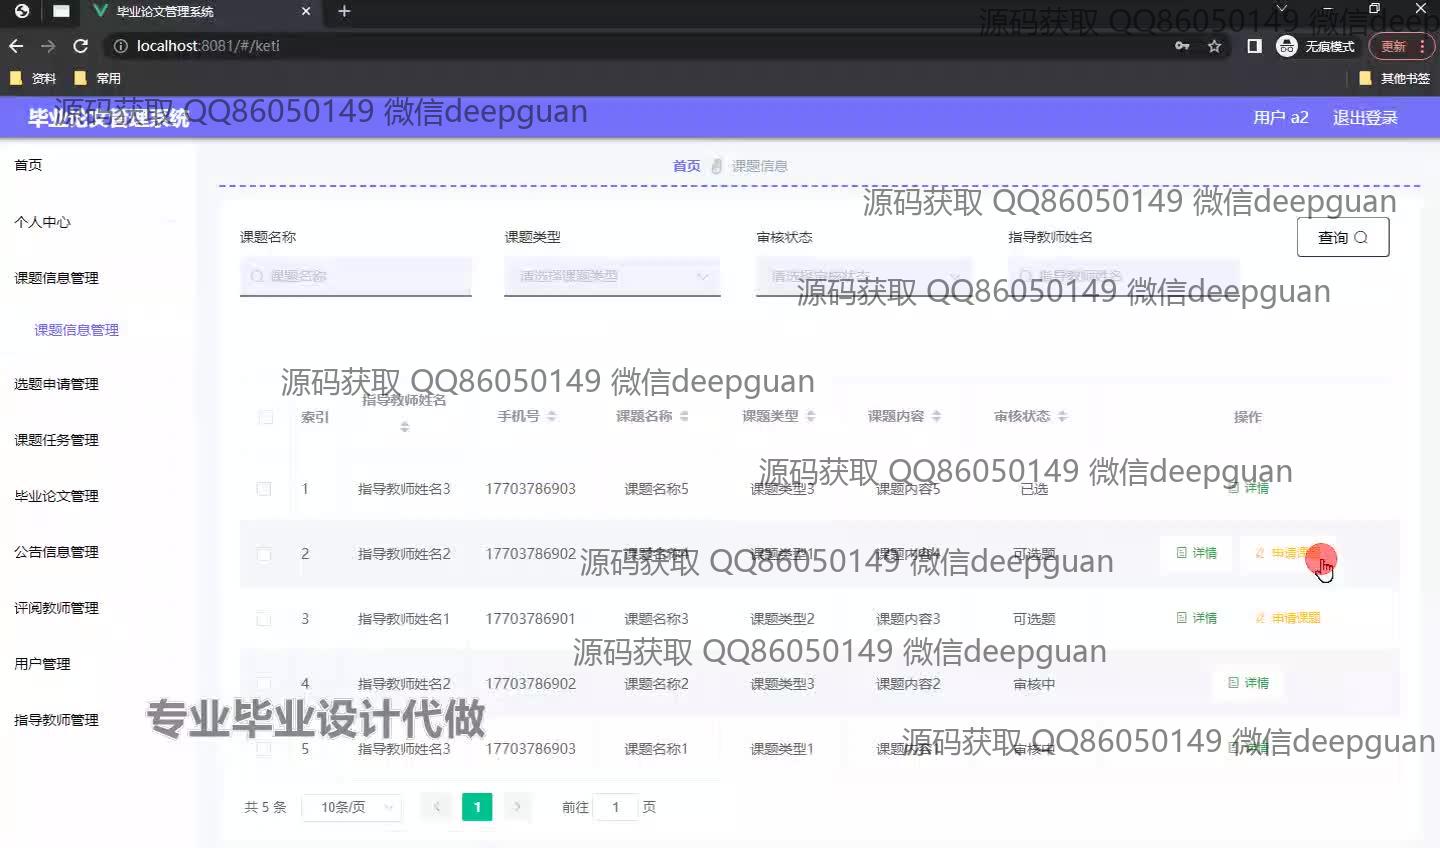 毕业论文管理系统
localhost:8081/#/keti
无痕模式
更新
资料
常用
其他书签
源码获取 QQ86050149 微信deepguan
毕业论文管理系统
源码获取 QQ86050149 微信deepguan
用户 a2
退出登录
首页
个人中心
课题信息管理
课题信息管理
选题申请管理
课题任务管理
毕业论文管理
公告信息管理
评阅教师管理
用户管理
指导教师管理
首页 课题信息
源码获取 QQ86050149 微信deepguan
课题名称 课题类型 审核状态 指导教师姓名 查询
课题名称 请选择课题类型 请选择审核状态 指导教师姓名
源码获取 QQ86050149 微信deepguan
源码获取 QQ86050149 微信deepguan
索引 指导教师姓名 手机号 课题名称 课题类型 课题内容 审核状态 操作
源码获取 QQ86050149 微信deepguan
1 指导教师姓名3 17703786903 课题名称5 课题类型3 课题内容5 已选 详情
2 指导教师姓名2 17703786902 课题名称4 课题类型1 课题内容4 可选题 详情 申请课题
源码获取 QQ86050149 微信deepguan
3 指导教师姓名1 17703786901 课题名称3 课题类型2 课题内容3 可选题 详情 申请课题
源码获取 QQ86050149 微信deepguan
4 指导教师姓名2 17703786902 课题名称2 课题类型3 课题内容2 审核中 详情
专业毕业设计代做
5 指导教师姓名3 17703786903 课题名称1 课题类型1 课题内容1 审核中 详情
源码获取 QQ86050149 微信deepguan
共 5 条 10条/页 1 前往 1 页